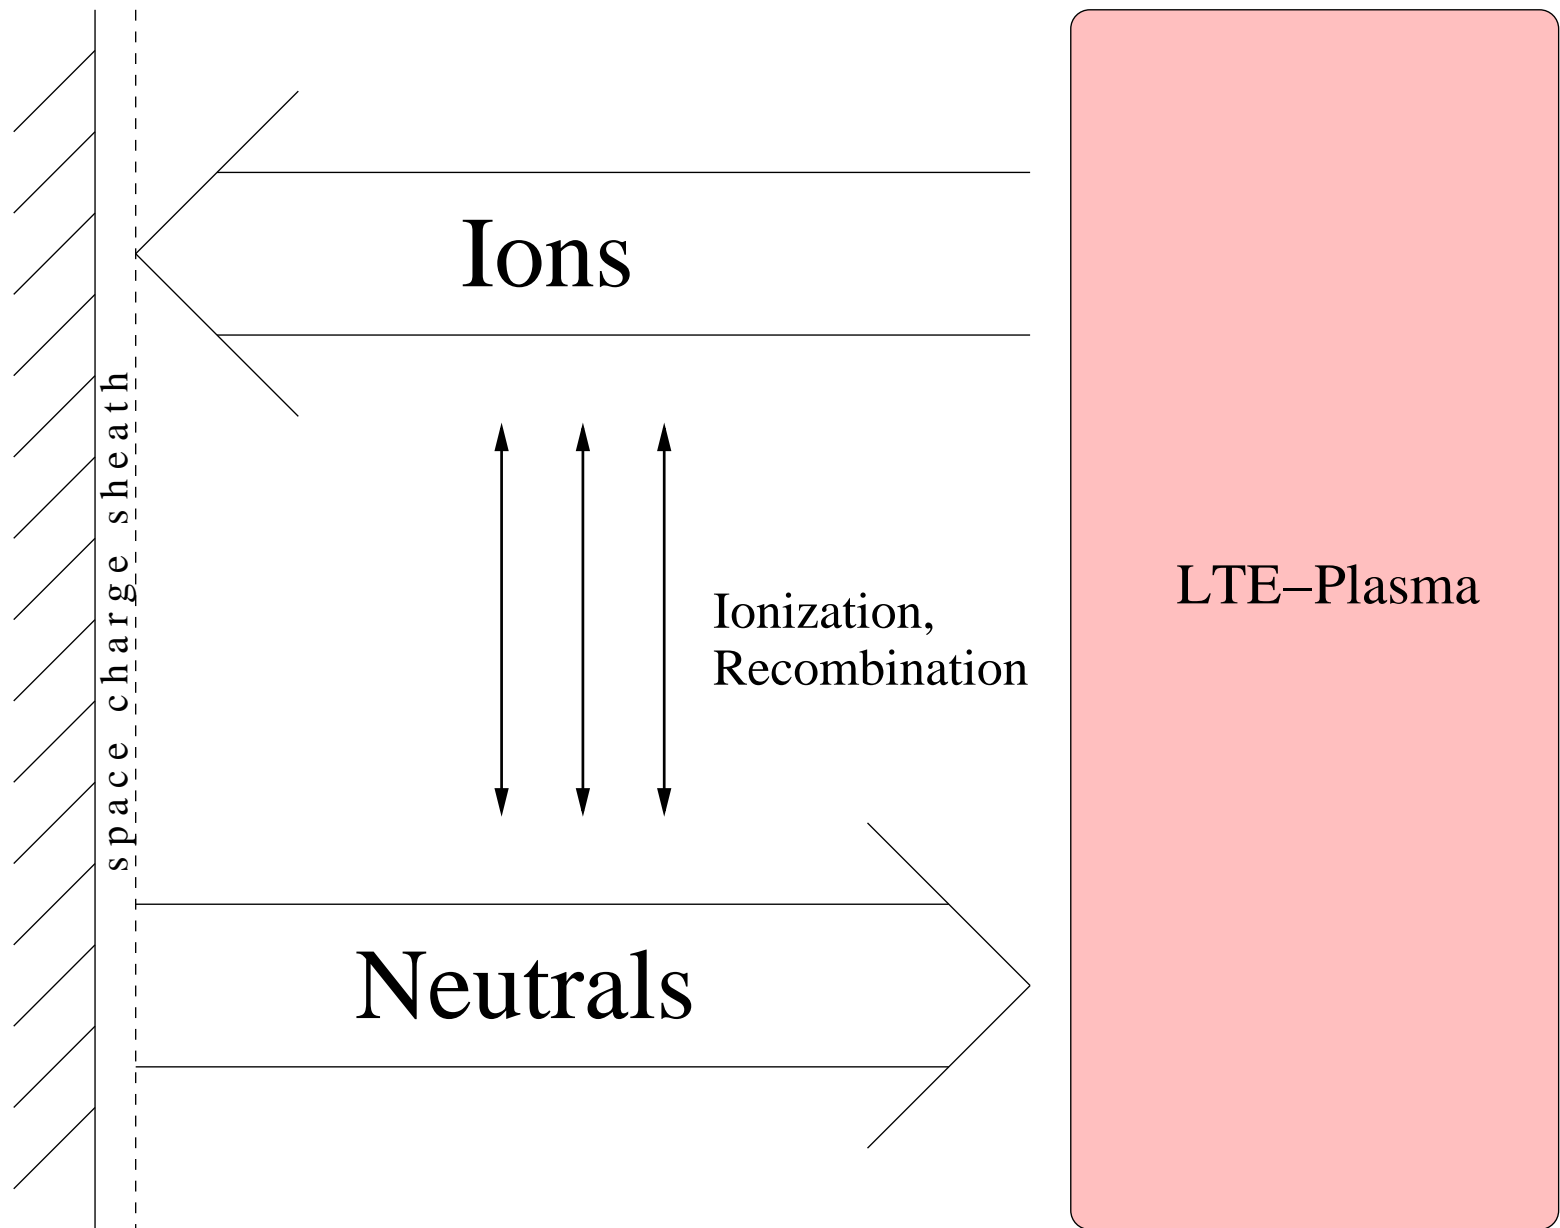 Ions
space charge sheath
LTE–Plasma
Ionization,
Recombination
Neutrals